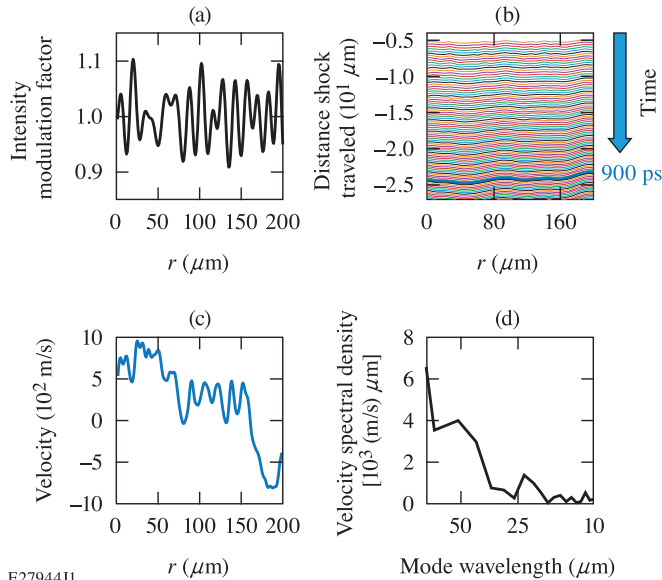 (a)
Intensity
modulation factor
1.1
1.0
0.9
0 50 100 150 200
r (μm)
(b)
Distance shock
traveled (10¹ μm)
−0.5
−1.0
−1.5
−2.0
−2.5
0 80 160
r (μm)
Time
900 ps
(c)
Velocity (10² m/s)
10
5
0
−5
−10
0 50 100 150 200
r (μm)
(d)
Velocity spectral density
[10³ (m/s) μm]
8
6
4
2
0
50 25 10
Mode wavelength (μm)
E27944J1